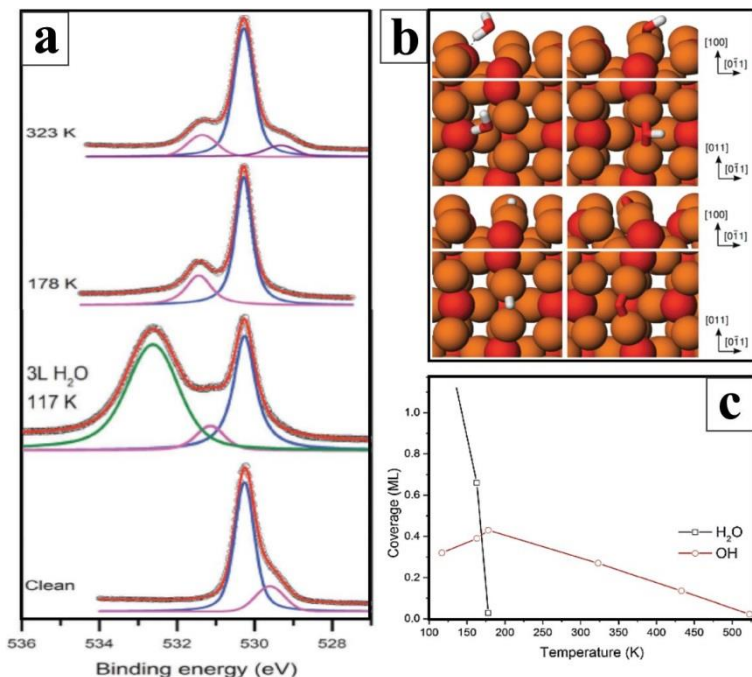 a
323 K
178 K
3L H₂O
117 K
Clean
536 534 532 530 528
Binding energy (eV)
b
[100]
[01̄1]
[011]
[01̄1]
[100]
[01̄1]
[011]
[01̄1]
c
1.0
0.8
0.6
0.4
0.2
0.0
Coverage (ML)
H₂O
OH
100 150 200 250 300 350 400 450 500
Temperature (K)